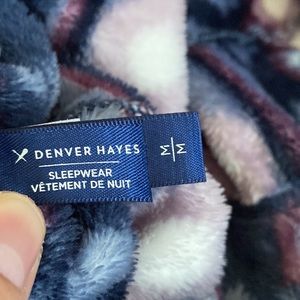 DENVER HAYES
SLEEPWEAR
VÊTEMENT DE NUIT
M|M